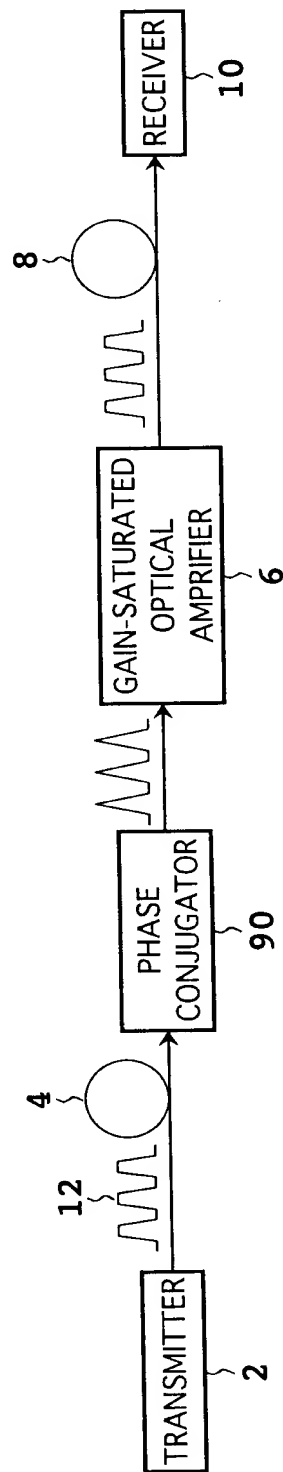 TRANSMITTER
2
12
4
PHASE
CONJUGATOR
90
GAIN-SATURATED
OPTICAL
AMPRIFIER
6
8
RECEIVER
10